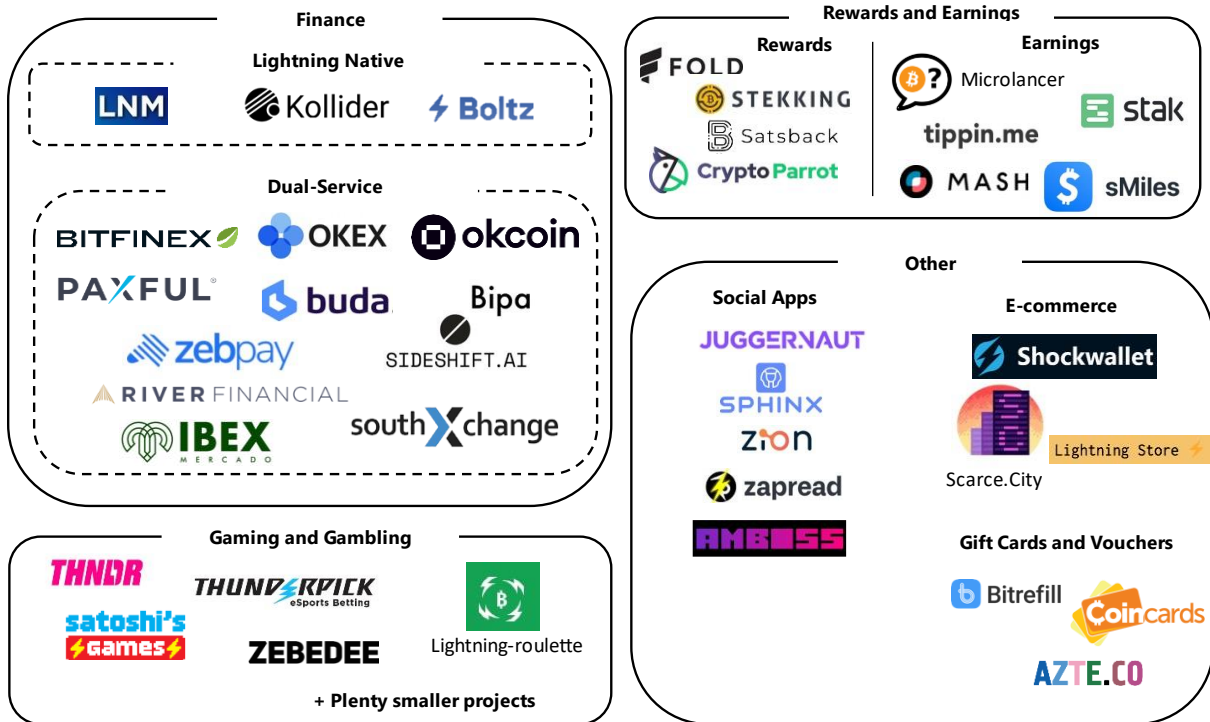 Finance
Lightning Native
LNM
Kollider
Boltz
Dual-Service
BITFINEX
OKEX
okcoin
PAXFUL®
buda.
Bipa
zebpay
SIDESHIFT.AI
RIVER FINANCIAL
IBEX
MERCADO
southXchange
Gaming and Gambling
THNDR
THUNDERPICK
eSports Betting
satoshi's
GAMES
ZEBEDEE
Lightning-roulette
+ Plenty smaller projects
Rewards and Earnings
Rewards
FOLD
STEKKING
Satsback
CryptoParrot
Earnings
?
Microlancer
stak
tippin.me
MASH
sMiles
Other
Social Apps
JUGGERNAUT
SPHINX
ZION
zapread
AMBOSS
E-commerce
Shockwallet
Scarce.City
Lightning Store
Gift Cards and Vouchers
Bitrefill
Coincards
AZTE.CO